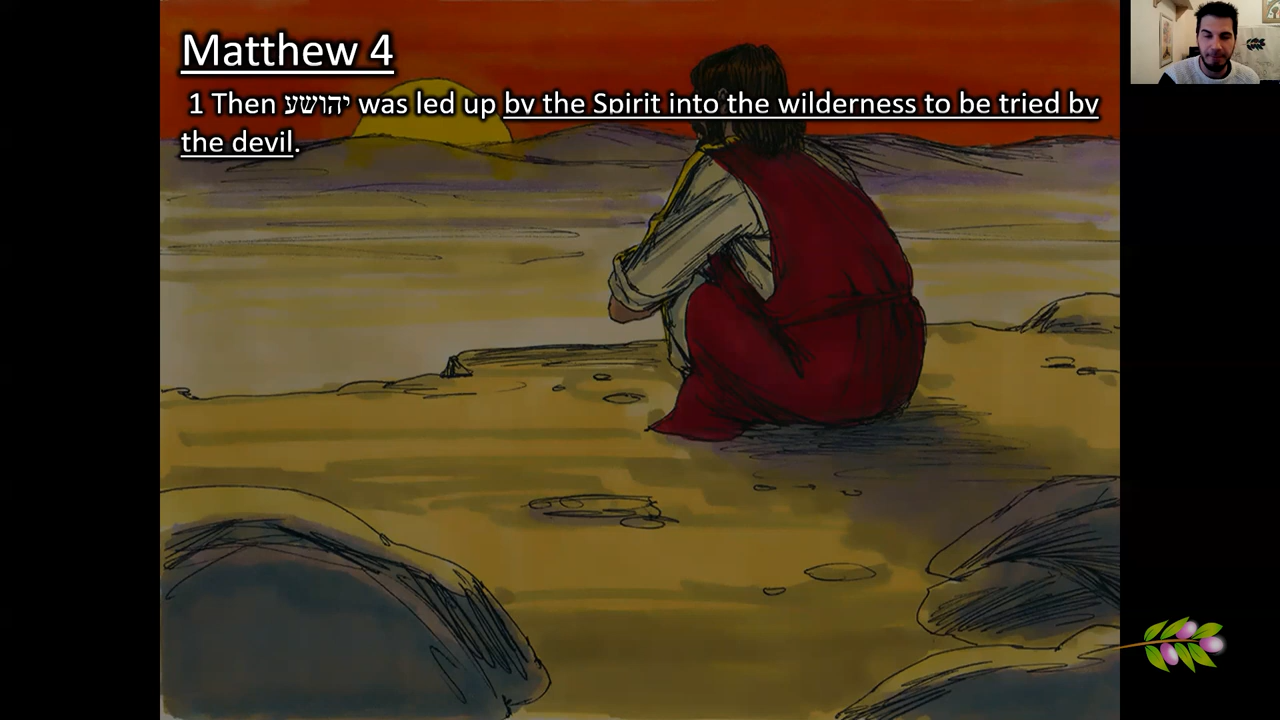 Matthew 4
1 Then יהושע was led up by the Spirit into the wilderness to be tried by
the devil.